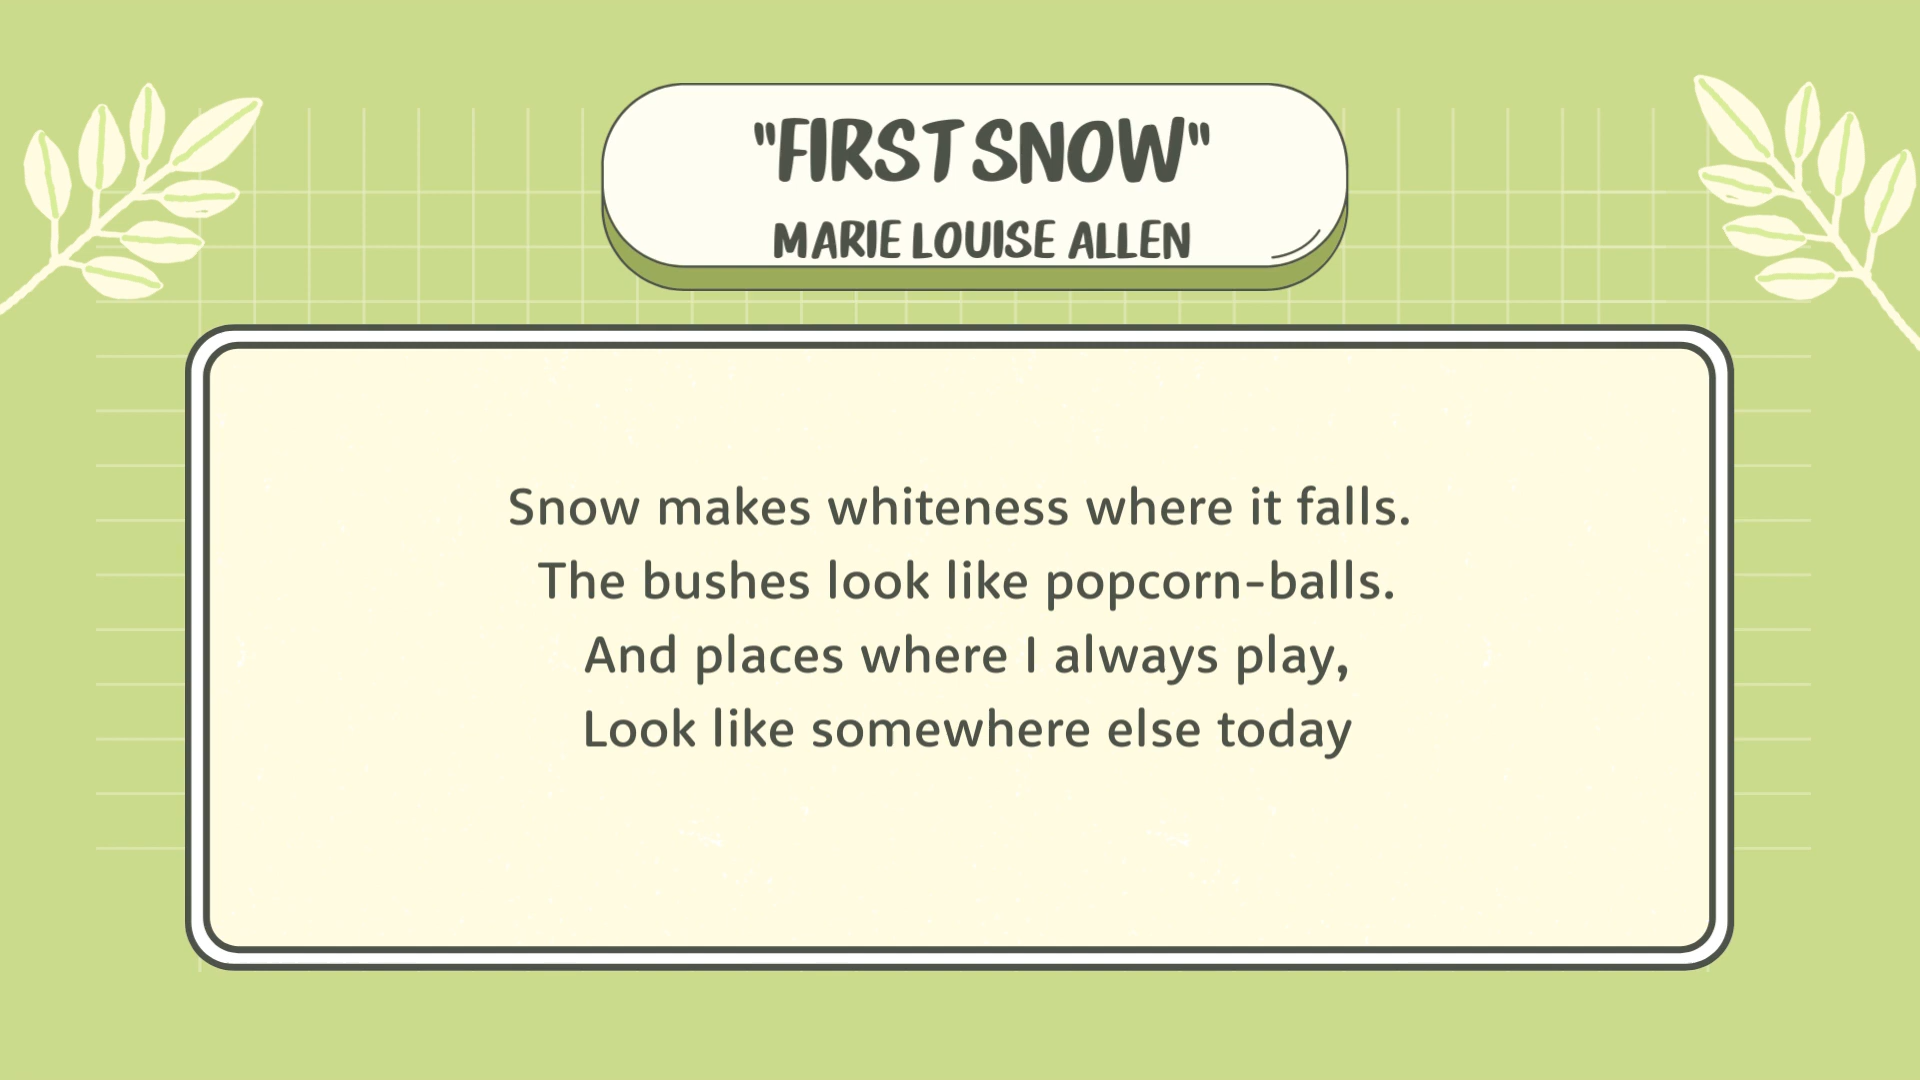 "FIRST SNOW"
MARIE LOUISE ALLEN
Snow makes whiteness where it falls.
The bushes look like popcorn-balls.
And places where I always play,
Look like somewhere else today